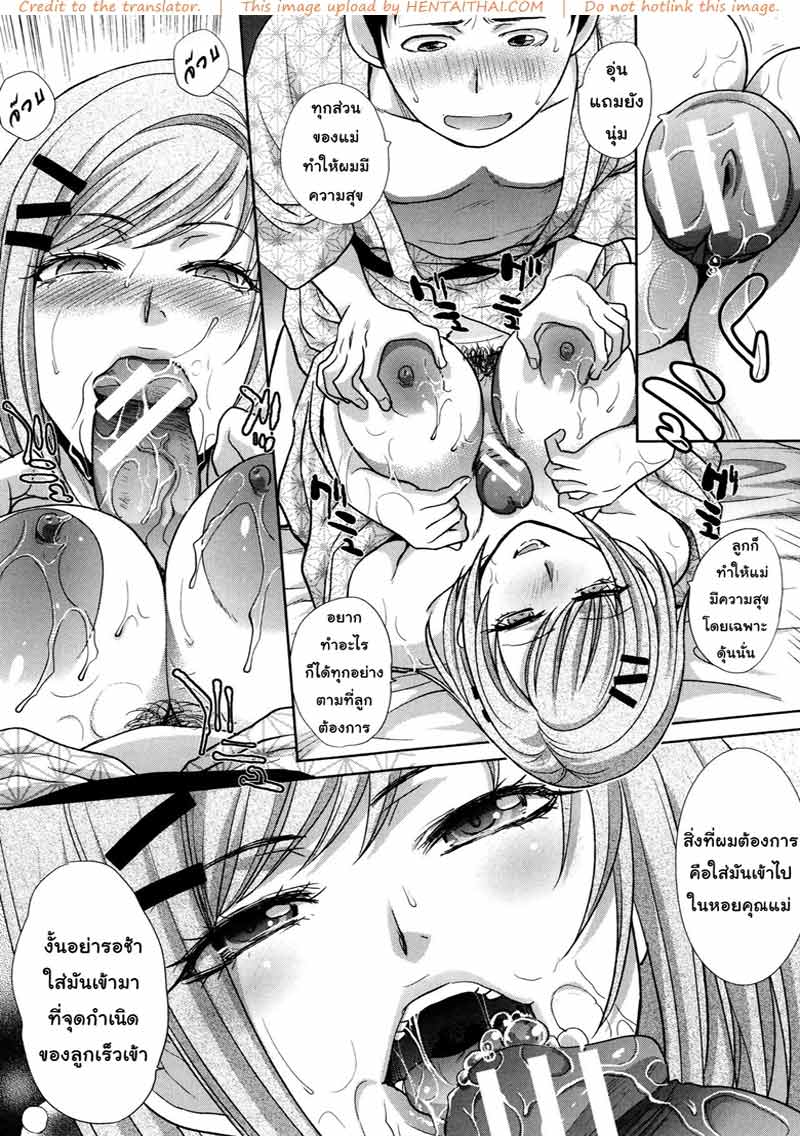 Credit to the translator. | This image upload by HENTAITHAI.COM | Do not hotlink this image.
จ๊วบ
จ๊วบ
อุ่น
แถมยัง
นุ่ม
ทุกส่วน
ของแม่
ทำให้ผมมี
ความสุข
ลูกก็
ทำให้แม่
มีความสุข
โดยเฉพาะ
ดุ้นนั่น
อยาก
ทำอะไร
ก็ได้ทุกอย่าง
ตามที่ลูก
ต้องการ
สิ่งที่ผมต้องการ
คือใส่มันเข้าไป
ในหอยคุณแม่
งั้นอย่ารอช้า
ใส่มันเข้ามา
ที่จุดกำเนิด
ของลูกเร็วเข้า